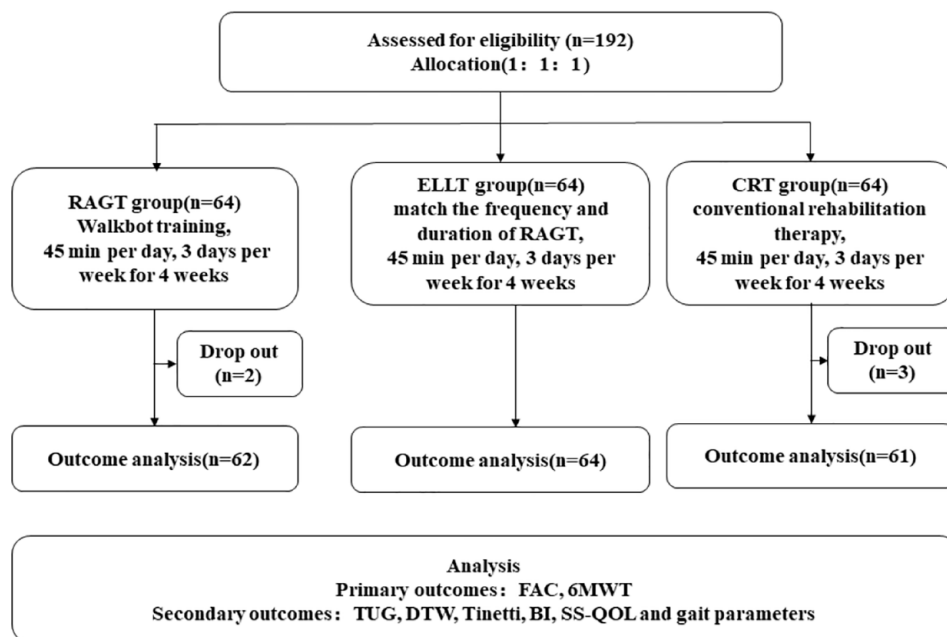 Assessed for eligibility (n=192)
Allocation(1：1：1）
RAGT group(n=64)
Walkbot training,
45 min per day, 3 days per
week for 4 weeks
ELLT group(n=64)
match the frequency and
duration of RAGT,
45 min per day, 3 days per
week for 4 weeks
CRT group(n=64)
conventional rehabilitation
therapy,
45 min per day, 3 days per
week for 4 weeks
Drop out
(n=2)
Drop out
(n=3)
Outcome analysis(n=62)
Outcome analysis(n=64)
Outcome analysis(n=61)
Analysis
Primary outcomes：FAC, 6MWT
Secondary outcomes：TUG, DTW, Tinetti, BI, SS-QOL and gait parameters